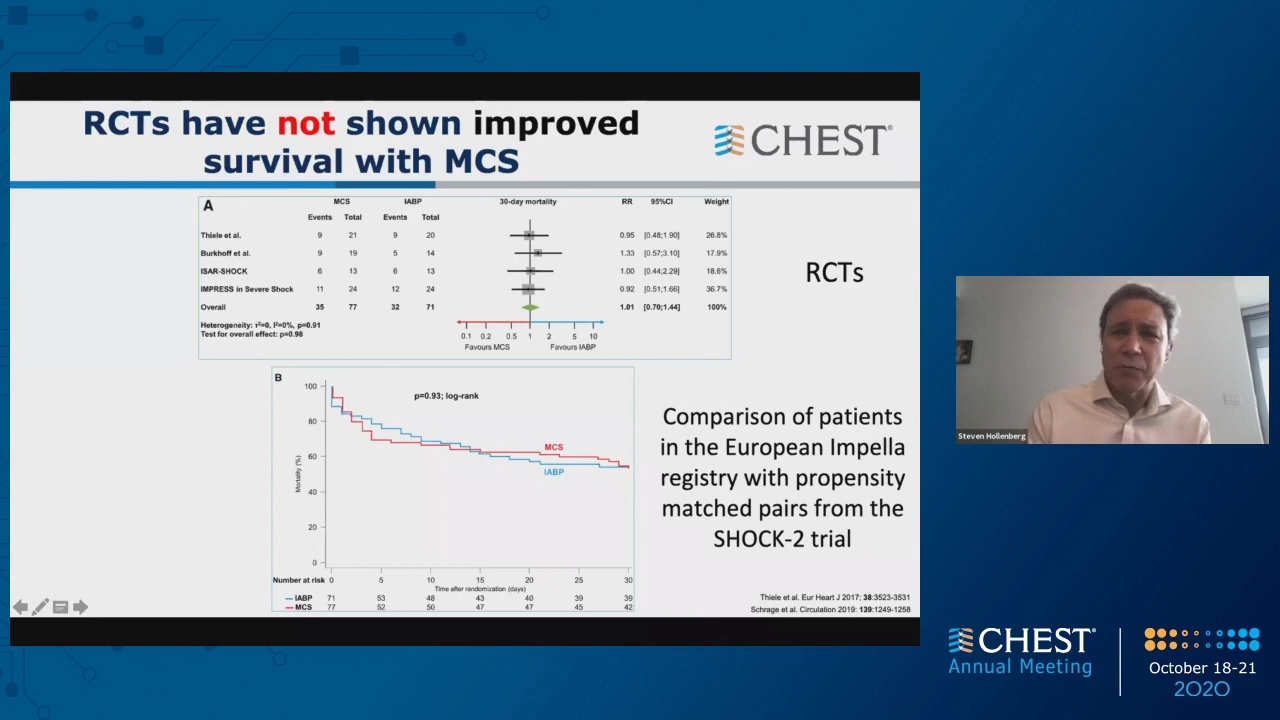 RCTs have not shown improved
survival with MCS
CHEST®
A
MCS IABP 30-day mortality RR 95%CI Weight
Events Total Events Total
Thiele et al. 9 21 9 20 0.95 [0.48;1.90] 26.8%
Burkhoff et al. 9 19 5 14 1.33 [0.57;3.10] 17.9%
ISAR-SHOCK 6 13 6 13 1.00 [0.44;2.29] 18.6%
IMPRESS in Severe Shock 11 24 12 24 0.92 [0.51;1.66] 36.7%
Overall 35 77 32 71 1.01 [0.70;1.44] 100%
Heterogeneity: τ²=0, I²=0%, p=0.91
Test for overall effect: p=0.98
0.1 0.2 0.5 1 2 5 10
Favours MCS Favours IABP
RCTs
B
p=0.93; log-rank
100
80
60
40
20
0
Mortality (%)
MCS
IABP
Number at risk 0 5 10 15 20 25 30
Time after randomization (days)
IABP 71 53 48 43 40 39 39
MCS 77 52 50 47 47 45 42
Comparison of patients
in the European Impella
registry with propensity
matched pairs from the
SHOCK-2 trial
Thiele et al. Eur Heart J 2017; 38:3523-3531
Schrage et al. Circulation 2019: 139:1249-1258
Steven Hollenberg
CHEST®
Annual Meeting
October 18-21
2020